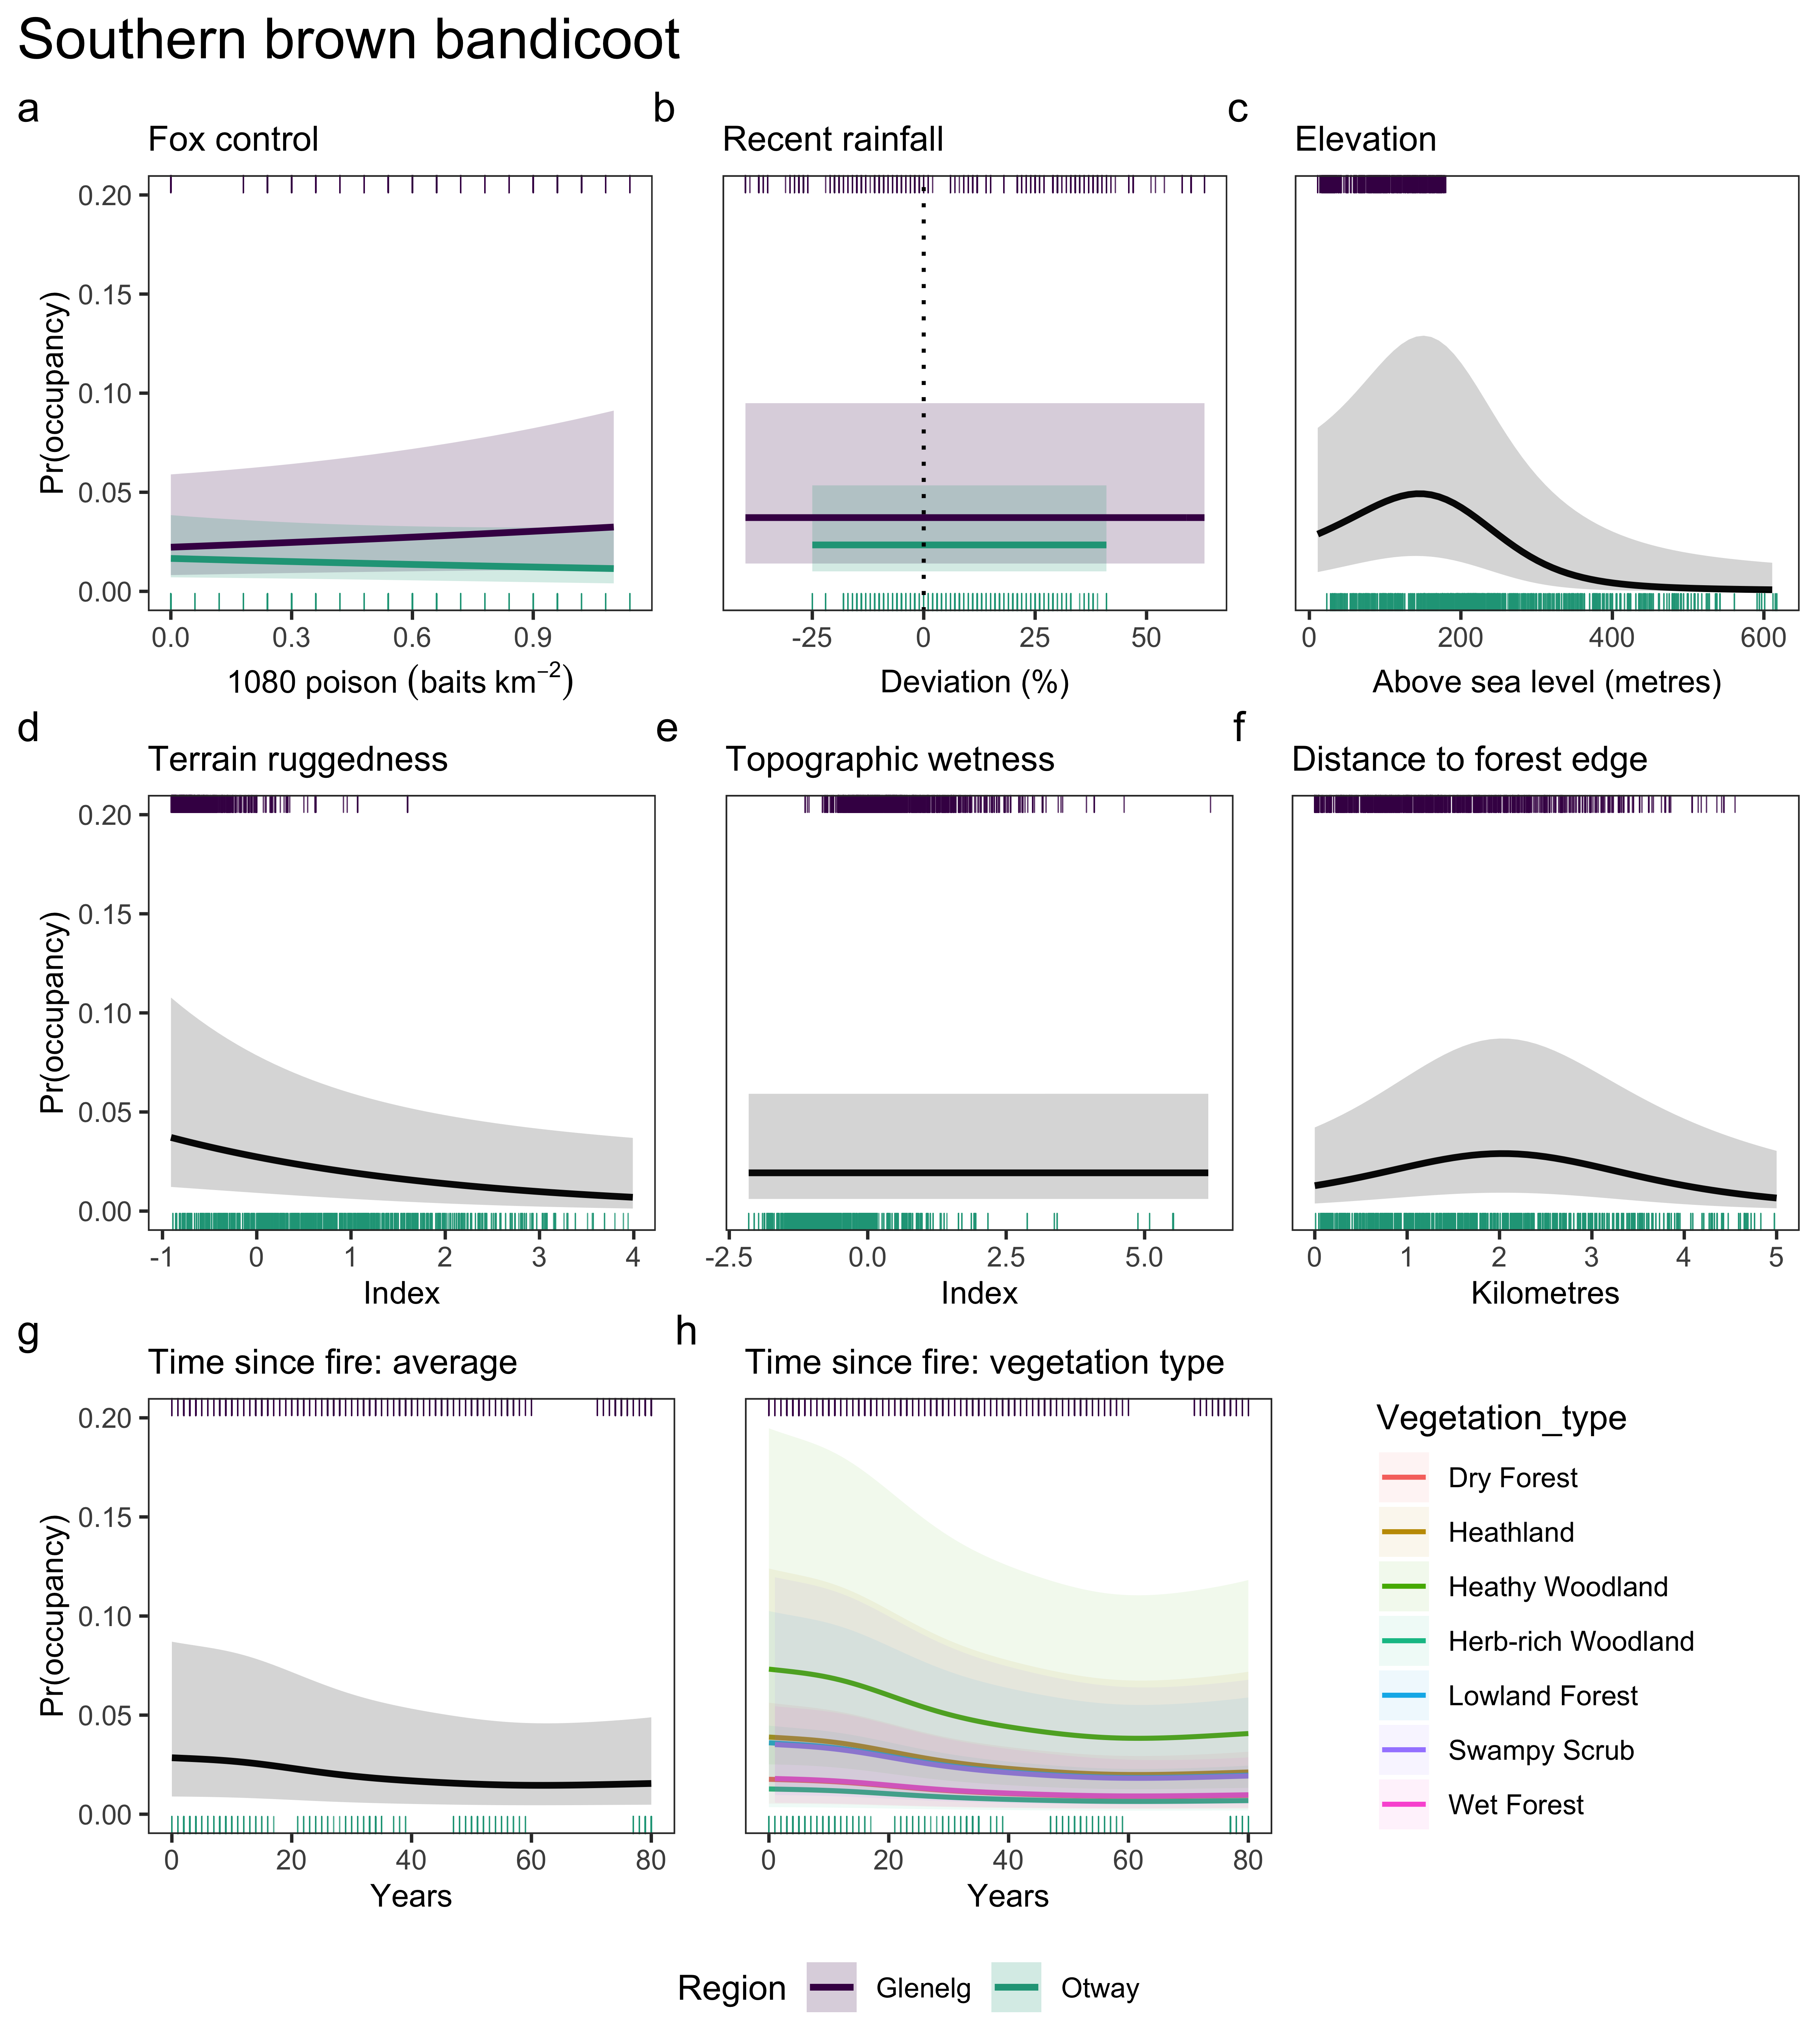 Southern brown bandicoot
a b c
Fox control Recent rainfall Elevation
Pr(occupancy)
0.20
0.15
0.10
0.05
0.00
0.0 0.3 0.6 0.9
1080 poison (baits km−2)
-25 0 25 50
Deviation (%)
0 200 400 600
Above sea level (metres)
d e f
Terrain ruggedness Topographic wetness Distance to forest edge
Pr(occupancy)
0.20
0.15
0.10
0.05
0.00
-1 0 1 2 3 4
Index
-2.5 0.0 2.5 5.0
Index
0 1 2 3 4 5
Kilometres
g h
Time since fire: average Time since fire: vegetation type
Pr(occupancy)
0.20
0.15
0.10
0.05
0.00
0 20 40 60 80
Years
0 20 40 60 80
Years
Vegetation_type
Dry Forest
Heathland
Heathy Woodland
Herb-rich Woodland
Lowland Forest
Swampy Scrub
Wet Forest
Region Glenelg Otway